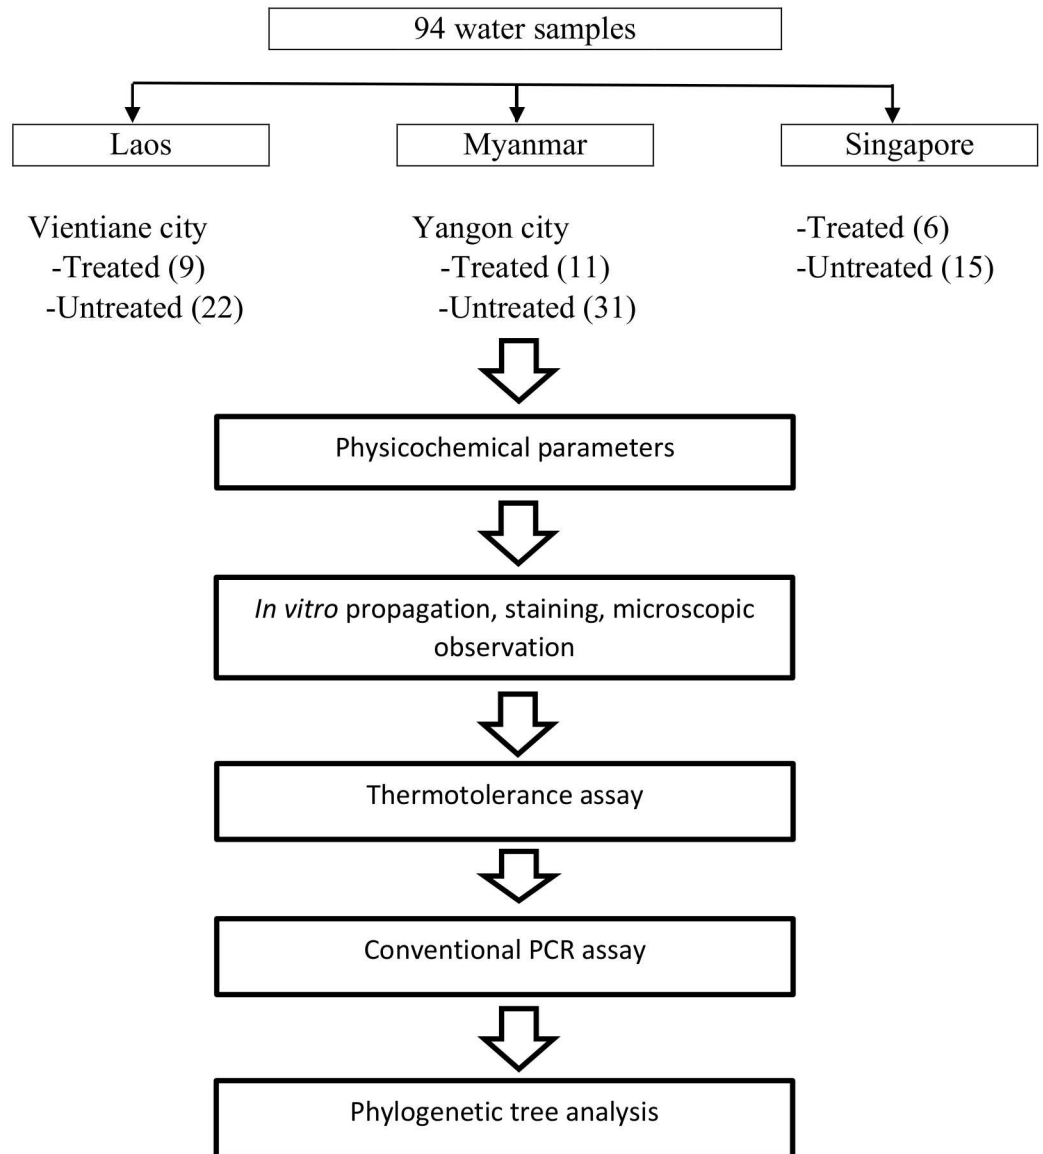 94 water samples
Laos
Myanmar
Singapore
Vientiane city
-Treated (9)
-Untreated (22)
Yangon city
-Treated (11)
-Untreated (31)
-Treated (6)
-Untreated (15)
Physicochemical parameters
In vitro propagation, staining, microscopic
observation
Thermotolerance assay
Conventional PCR assay
Phylogenetic tree analysis